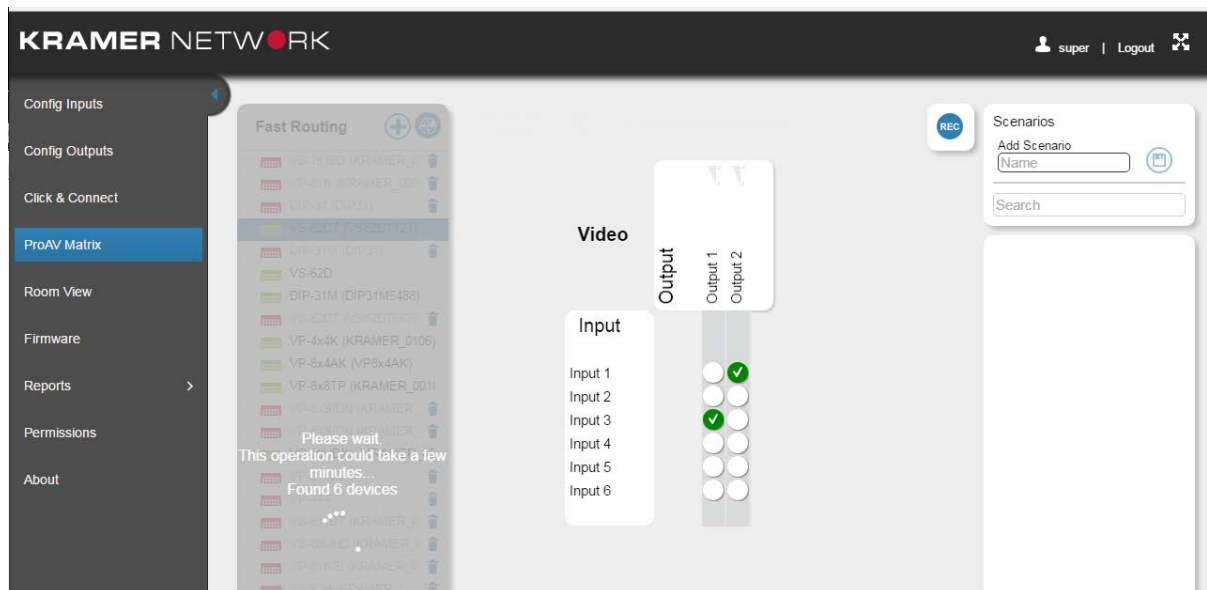 KRAMER NETWORK
super | Logout
Config Inputs
Config Outputs
Click & Connect
ProAV Matrix
Room View
Firmware
Reports
Permissions
About
Fast Routing
DIP-31 (DIP31)
VS-62D
DIP-31M (DIP31M5488)
VP-4x4K (KRAMER_0106)
VP-8x4AK (VP8x4AK)
VP-8x8TP (KRAMER_001
Please wait.
This operation could take a few
minutes...
Found 6 devices
REC
Video
Output
Output 1
Output 2
Input
Input 1
Input 2
Input 3
Input 4
Input 5
Input 6
Scenarios
Add Scenario
Name
Search